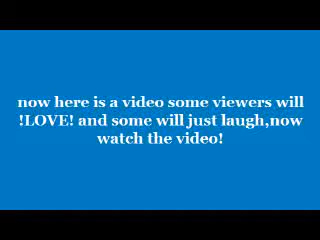 now here is a video some viewers will
!LOVE! and some will just laugh,now
watch the video!